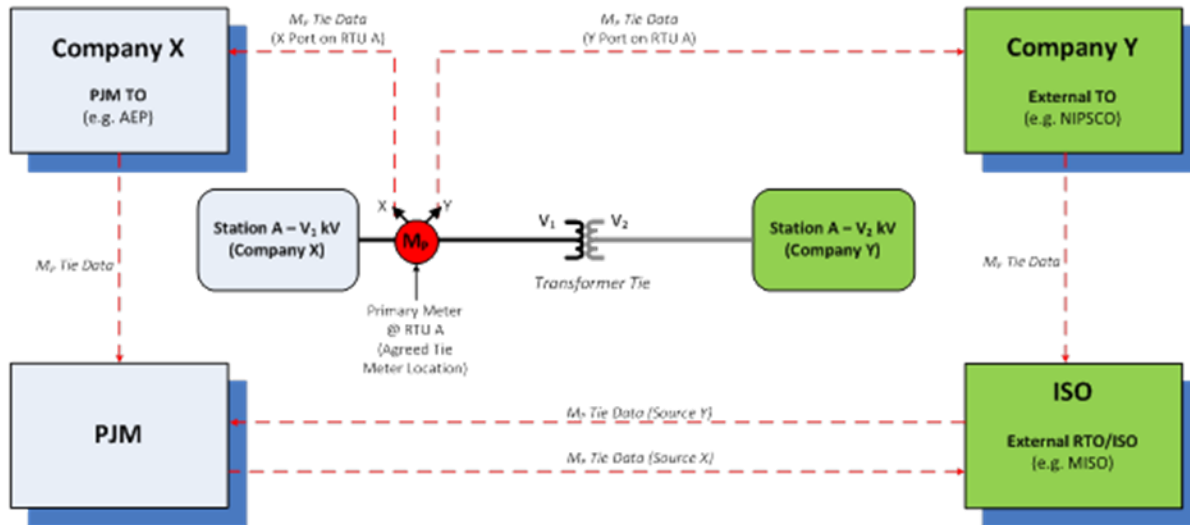 Mₚ Tie Data
(X Port on RTU A)
Mₚ Tie Data
(Y Port on RTU A)
Company X
PJM TO
(e.g. AEP)
Company Y
External TO
(e.g. NIPSCO)
X
Y
Station A – V₁ kV
(Company X)
Mₚ
V₁
V₂
Station A – V₂ kV
(Company Y)
Transformer Tie
Mₚ Tie Data
Mₚ Tie Data
Primary Meter
@ RTU A
(Agreed Tie
Meter Location)
PJM
Mₚ Tie Data (Source Y)
Mₚ Tie Data (Source X)
ISO
External RTO/ISO
(e.g. MISO)